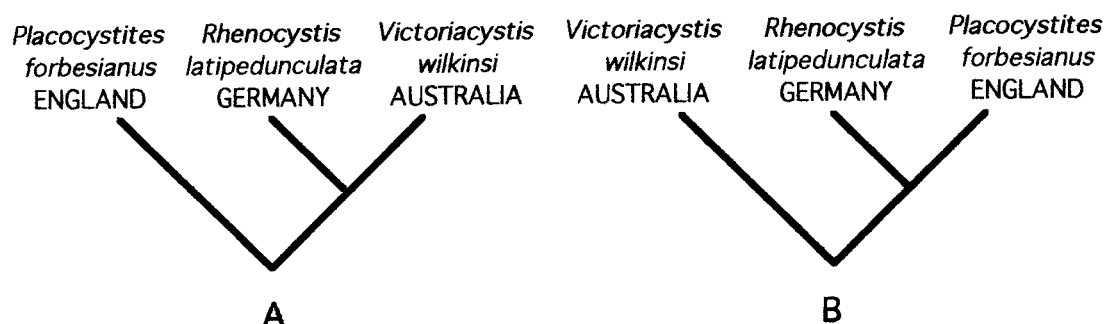 Placocystites
forbesianus
ENGLAND
Rhenocystis
latipedunculata
GERMANY
Victoriacystis
wilkinsi
AUSTRALIA
Victoriacystis
wilkinsi
AUSTRALIA
Rhenocystis
latipedunculata
GERMANY
Placocystites
forbesianus
ENGLAND
A
B